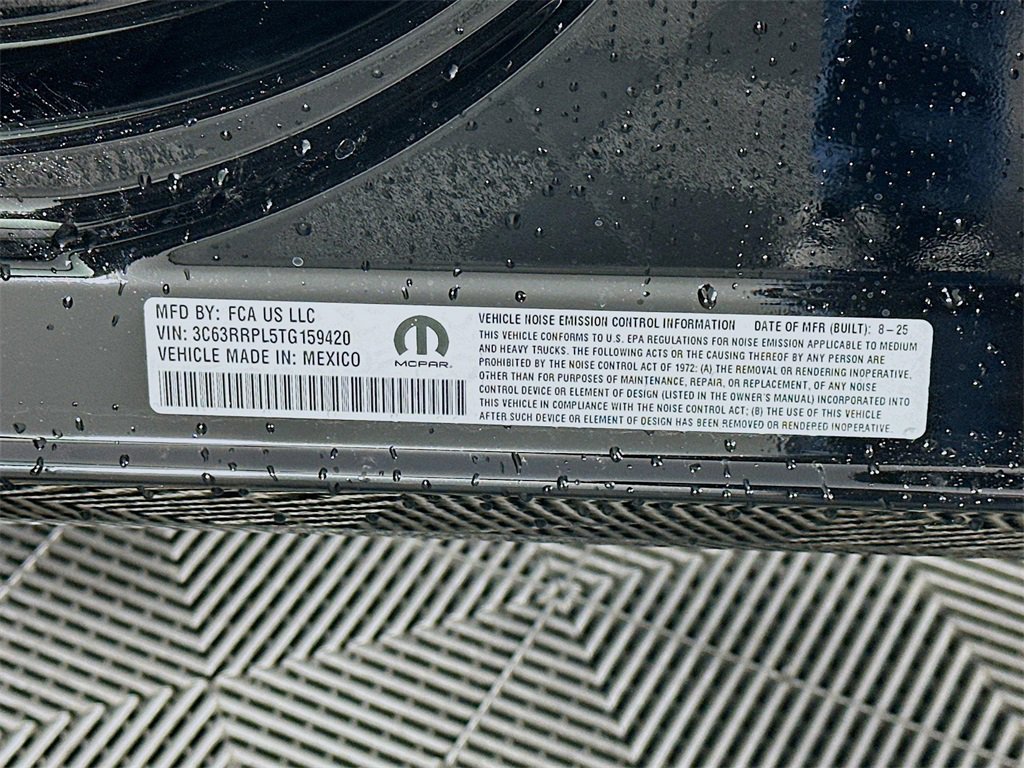 MFD BY: FCA US LLC
VIN: 3C63RRPL5TG159420
VEHICLE MADE IN: MEXICO
MOPAR
VEHICLE NOISE EMISSION CONTROL INFORMATION DATE OF MFR (BUILT): 8-25
THIS VEHICLE CONFORMS TO U.S. EPA REGULATIONS FOR NOISE EMISSION APPLICABLE TO MEDIUM
AND HEAVY TRUCKS. THE FOLLOWING ACTS OR THE CAUSING THEREOF BY ANY PERSON ARE
PROHIBITED BY THE NOISE CONTROL ACT OF 1972: (A) THE REMOVAL OR RENDERING INOPERATIVE,
OTHER THAN FOR PURPOSES OF MAINTENANCE, REPAIR, OR REPLACEMENT, OF ANY NOISE
CONTROL DEVICE OR ELEMENT OF DESIGN (LISTED IN THE OWNER'S MANUAL) INCORPORATED INTO
THIS VEHICLE IN COMPLIANCE WITH THE NOISE CONTROL ACT; (B) THE USE OF THIS VEHICLE
AFTER SUCH DEVICE OR ELEMENT OF DESIGN HAS BEEN REMOVED OR RENDERED INOPERATIVE.